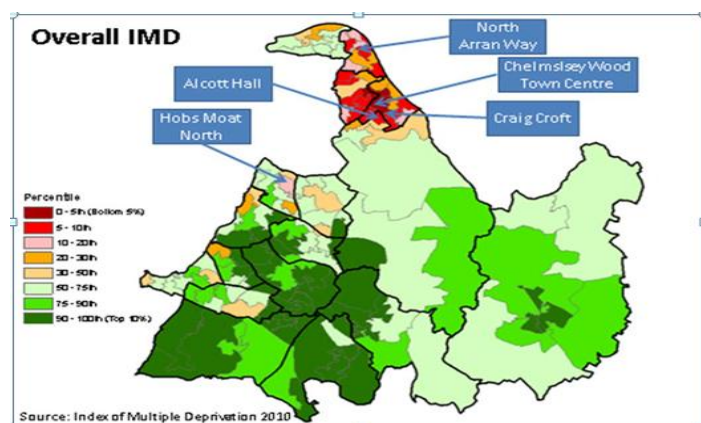 Overall IMD
North
Arran Way
Chelmslsey Wood
Town Centre
Alcott Hall
Craig Croft
Hobs Moat
North
Percentile
0 - 5th (Bottom 5%)
5 - 10th
10 - 20th
20 - 30th
30 - 50th
50 - 75th
75 - 90th
90 - 100th (Top 10%)
Source: Index of Multiple Deprivation 2010